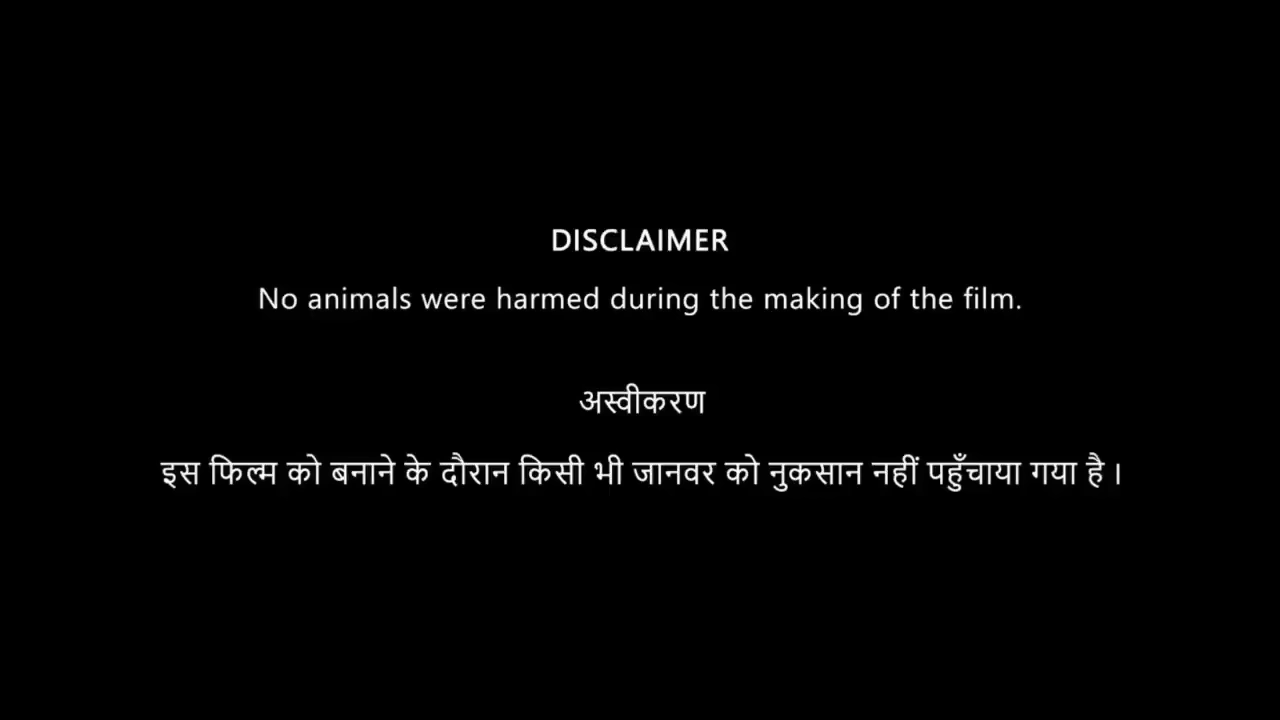 DISCLAIMER
No animals were harmed during the making of the film.
अस्वीकरण
इस फिल्म को बनाने के दौरान किसी भी जानवर को नुकसान नहीं पहुँचाया गया है ।